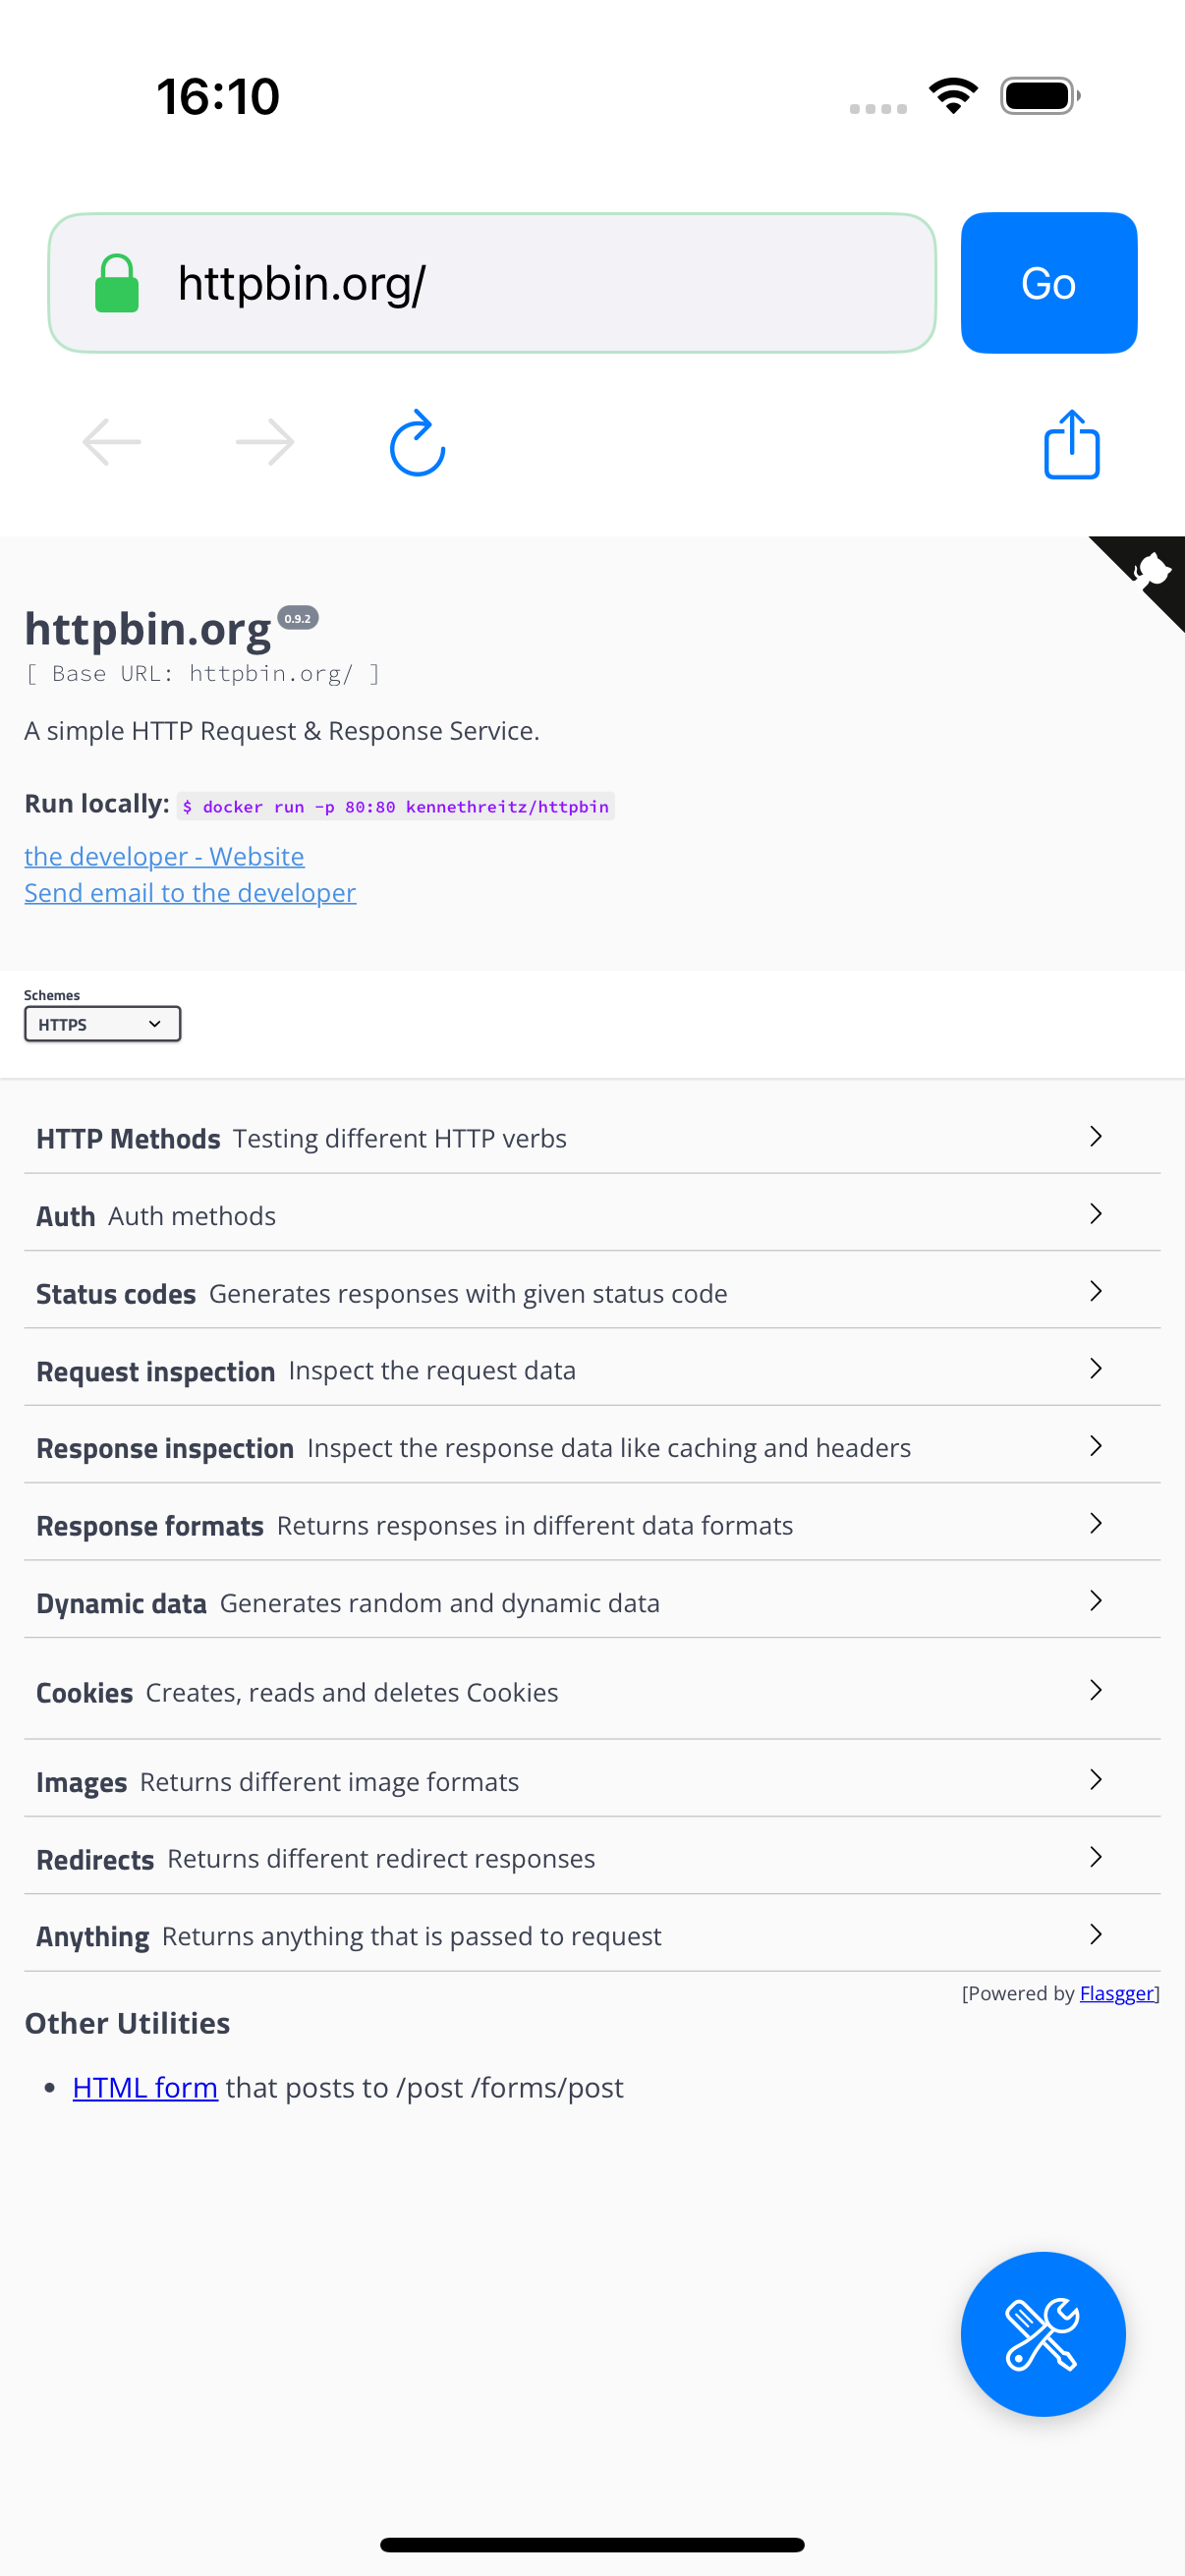 16:10
httpbin.org/
Go
httpbin.org 0.9.2
[ Base URL: httpbin.org/ ]
A simple HTTP Request & Response Service.
Run locally: $ docker run -p 80:80 kennethreitz/httpbin
the developer - Website
Send email to the developer
Schemes
HTTPS
HTTP Methods Testing different HTTP verbs
Auth Auth methods
Status codes Generates responses with given status code
Request inspection Inspect the request data
Response inspection Inspect the response data like caching and headers
Response formats Returns responses in different data formats
Dynamic data Generates random and dynamic data
Cookies Creates, reads and deletes Cookies
Images Returns different image formats
Redirects Returns different redirect responses
Anything Returns anything that is passed to request
[Powered by Flasgger]
Other Utilities
• HTML form that posts to /post /forms/post